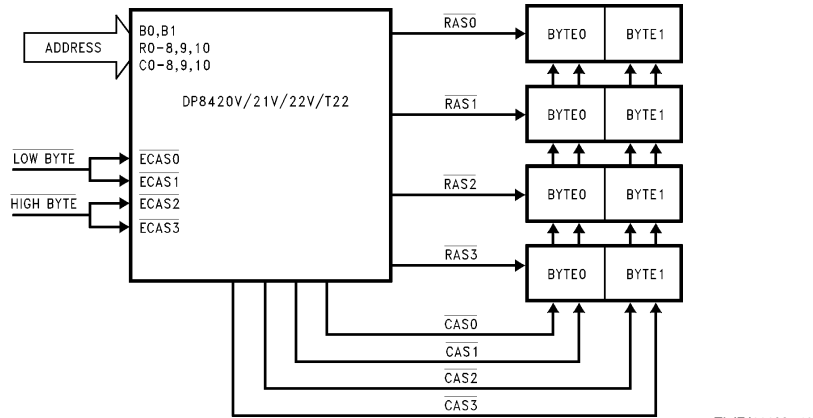 ADDRESS
B0,B1
R0-8,9,10
C0-8,9,10
DP8420V/21V/22V/T22
LOW BYTE
HIGH BYTE
ECAS0
ECAS1
ECAS2
ECAS3
RAS0
BYTE0 BYTE1
RAS1
BYTE0 BYTE1
RAS2
BYTE0 BYTE1
RAS3
BYTE0 BYTE1
CAS0
CAS1
CAS2
CAS3